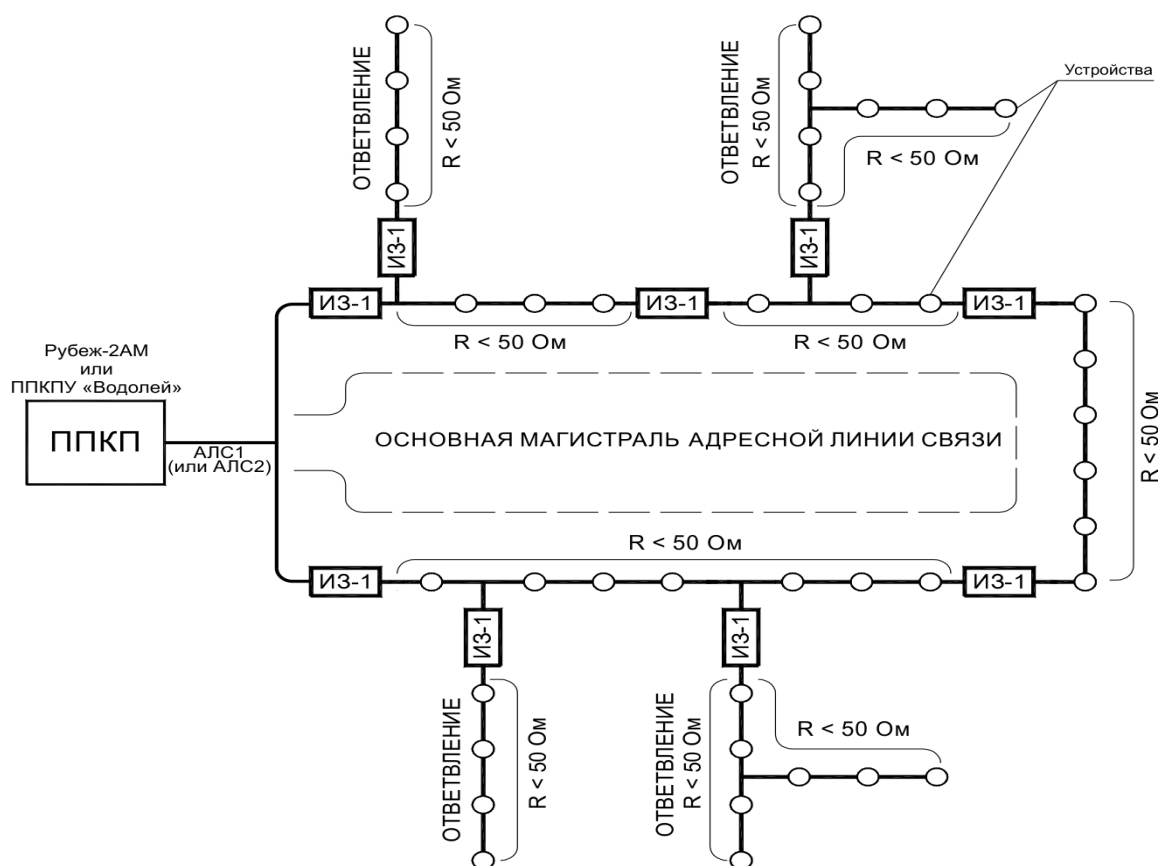 ОТВЕТВЛЕНИЕ
R < 50 Ом
ОТВЕТВЛЕНИЕ
R < 50 Ом
Устройства
R < 50 Ом
ИЗ-1
ИЗ-1
ИЗ-1
ИЗ-1
ИЗ-1
R < 50 Ом
R < 50 Ом
Рубеж-2АМ
или
ППКПУ «Водолей»
ППКП
АЛС1
(или АЛС2)
ОСНОВНАЯ МАГИСТРАЛЬ АДРЕСНОЙ ЛИНИИ СВЯЗИ
R < 50 Ом
R < 50 Ом
ИЗ-1
ИЗ-1
ИЗ-1
ИЗ-1
ОТВЕТВЛЕНИЕ
R < 50 Ом
ОТВЕТВЛЕНИЕ
R < 50 Ом
R < 50 Ом